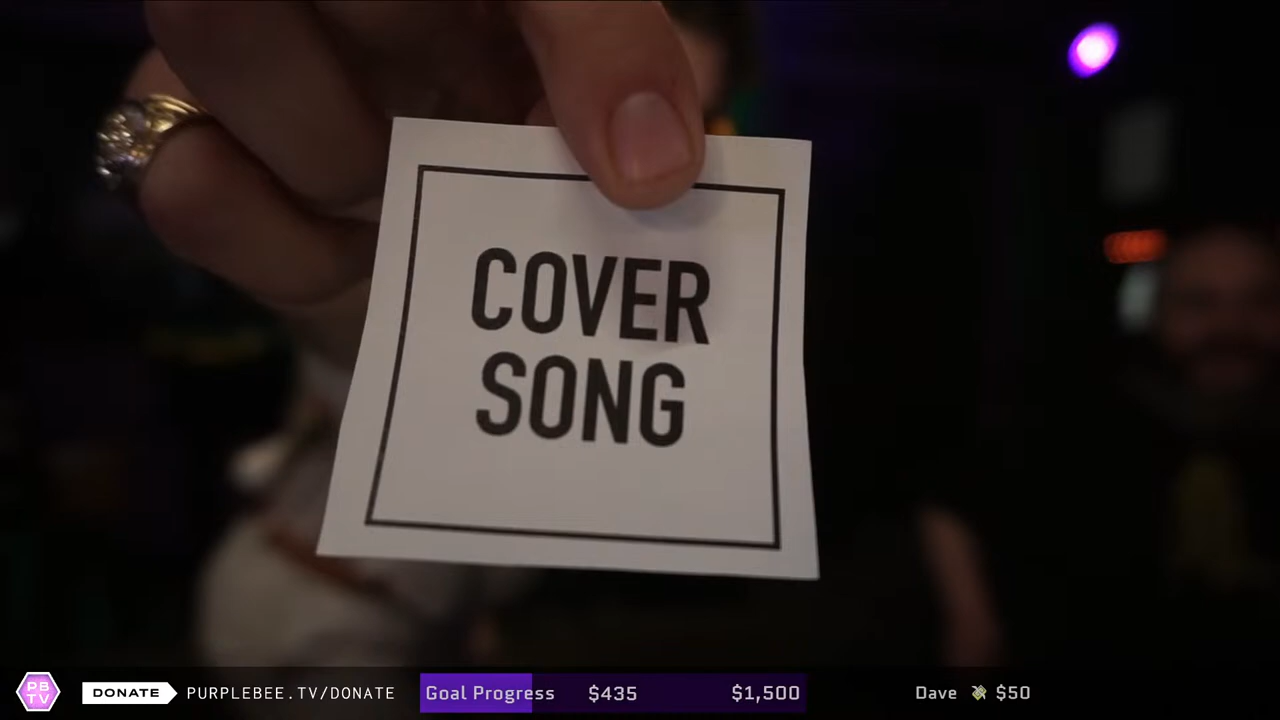 COVER
SONG
PB
TV
DONATE
PURPLEBEE.TV/DONATE
Goal Progress $435 $1,500
Dave 💸 $50